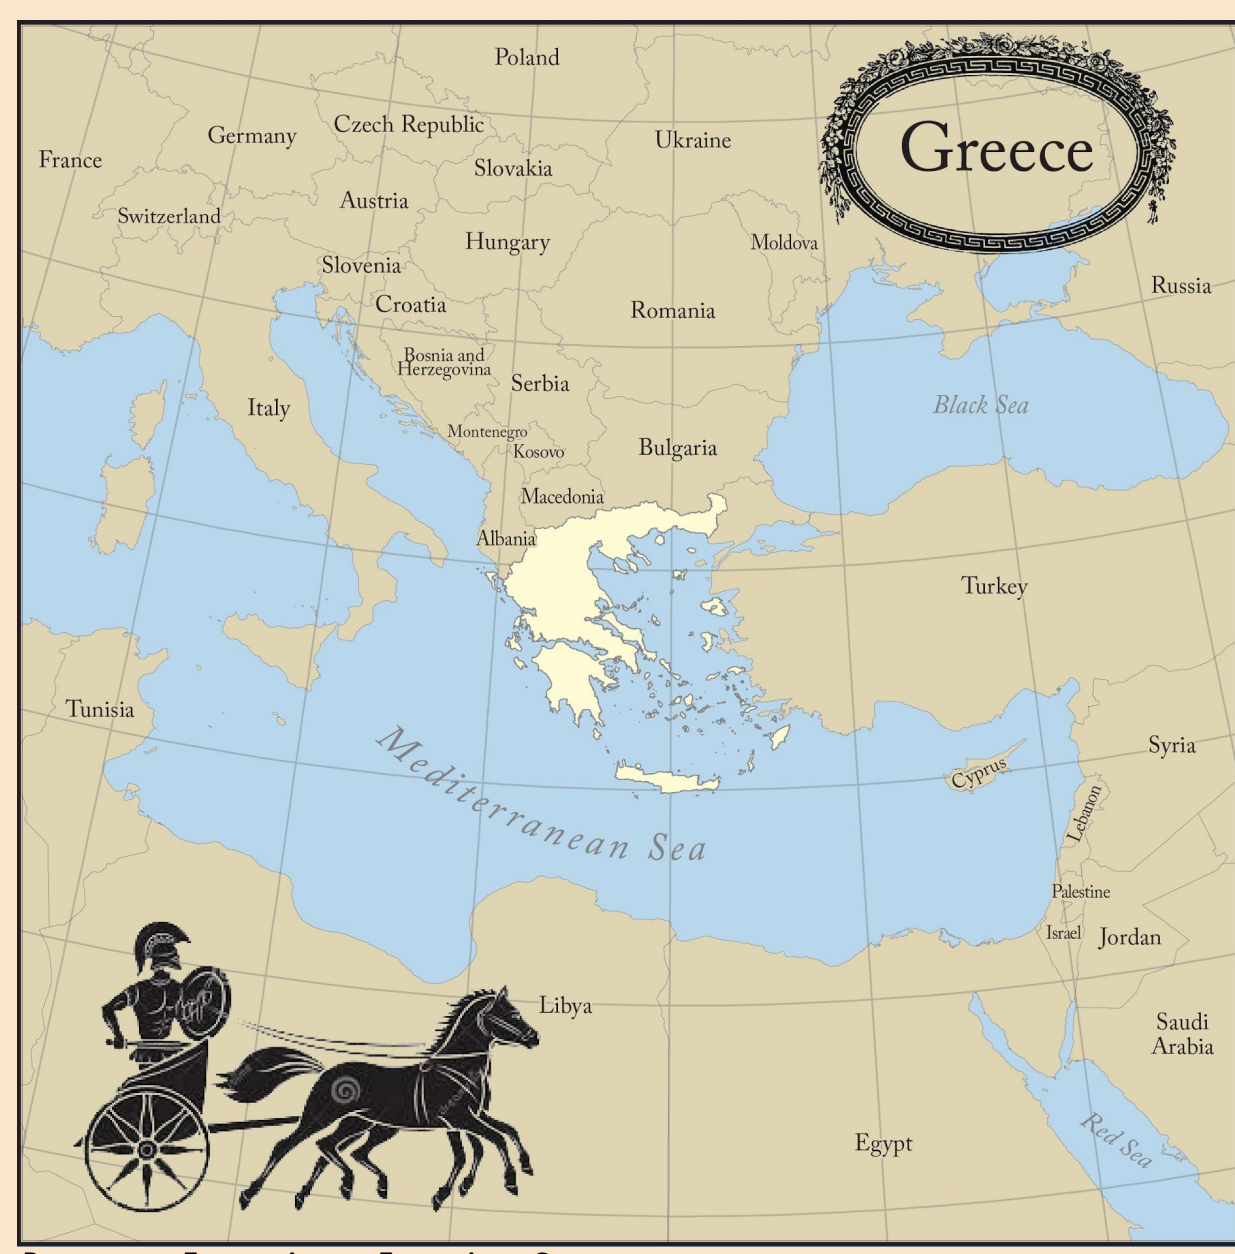 Poland
Greece
Czech Republic
Germany
Ukraine
France
Slovakia
Austria
Switzerland
Hungary
Moldova
Slovenia
Russia
Croatia
Romania
Bosnia and
Herzegovina
Serbia
Black Sea
Italy
Montenegro
Bulgaria
Kosovo
Macedonia
Albania
Turkey
Tunisia
Syria
Mediterranean Sea
Cyprus
Lebanon
Palestine
Israel
Jordan
Libya
Saudi
Arabia
Egypt
Red Sea